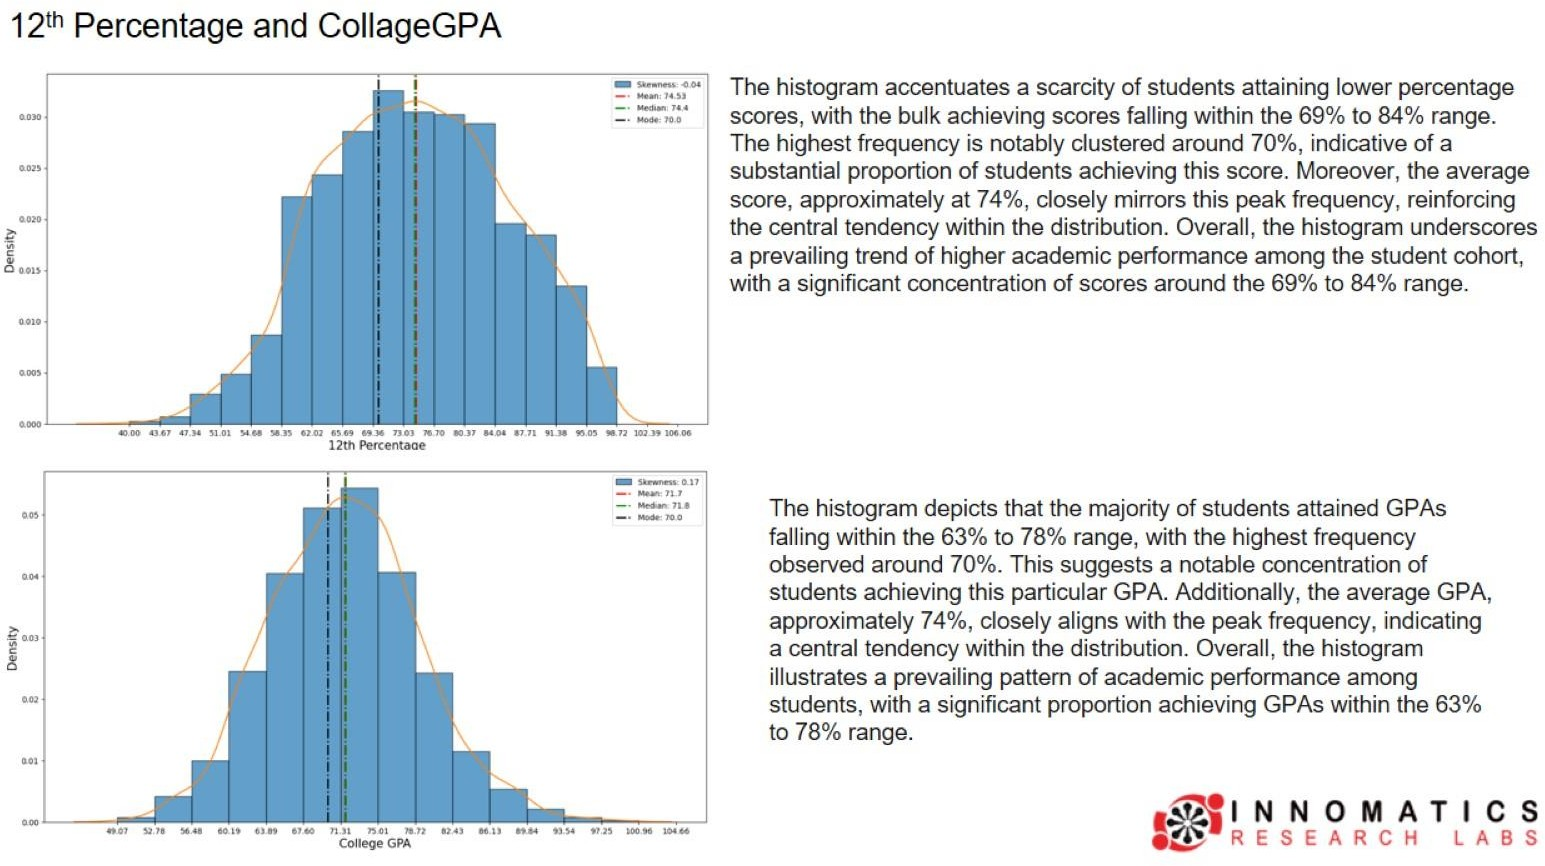 12th Percentage and CollageGPA
Skewness: -0.04
Mean: 74.53
Median: 74.4
Mode: 70.0
0.030
0.025
0.020
0.015
0.010
0.005
0.000
Density
40.00 43.67 47.34 51.01 54.68 58.35 62.02 65.69 69.36 73.03 76.70 80.37 84.04 87.71 91.38 95.05 98.72 102.39 106.06
12th Percentage
The histogram accentuates a scarcity of students attaining lower percentage
scores, with the bulk achieving scores falling within the 69% to 84% range.
The highest frequency is notably clustered around 70%, indicative of a
substantial proportion of students achieving this score. Moreover, the average
score, approximately at 74%, closely mirrors this peak frequency, reinforcing
the central tendency within the distribution. Overall, the histogram underscores
a prevailing trend of higher academic performance among the student cohort,
with a significant concentration of scores around the 69% to 84% range.
Skewness: 0.17
Mean: 71.7
Median: 71.8
Mode: 70.0
0.05
0.04
0.03
0.02
0.01
0.00
Density
49.07 52.78 56.48 60.19 63.89 67.60 71.31 75.01 78.72 82.43 86.13 89.84 93.54 97.25 100.96 104.66
College GPA
The histogram depicts that the majority of students attained GPAs
falling within the 63% to 78% range, with the highest frequency
observed around 70%. This suggests a notable concentration of
students achieving this particular GPA. Additionally, the average GPA,
approximately 74%, closely aligns with the peak frequency, indicating
a central tendency within the distribution. Overall, the histogram
illustrates a prevailing pattern of academic performance among
students, with a significant proportion achieving GPAs within the 63%
to 78% range.
INNOMATICS
RESEARCH LABS